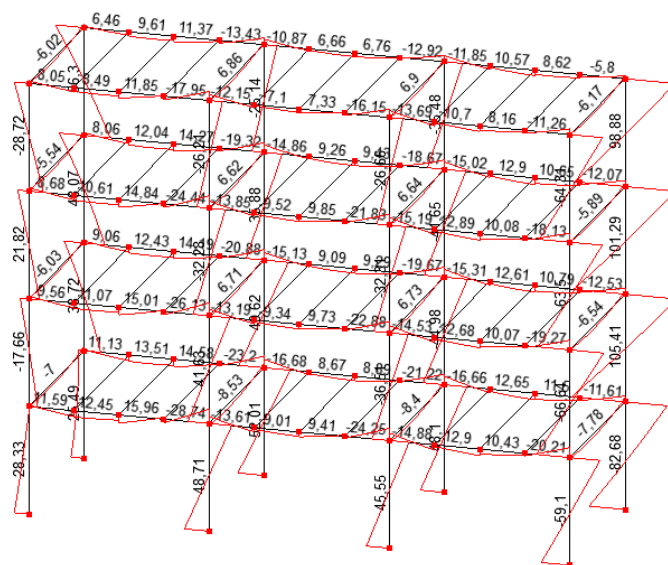 6,46 9,61 11,37 -13,43 -10,87 6,66 6,76 -12,92 -11,85 10,57 8,62 -5,8
-6,02 6,86 6,9 -6,17
8,05 11,85 -17,95 -12,15 7,33 -16,15 -13,69 8,16 -11,26
-28,72 98,88
8,06 12,04 14,27 -19,32 -14,86 9,26 -18,67 -15,02 12,9 -12,07
-5,54 6,62 6,64 -5,89
8,68 10,61 14,84 -24,44 -13,85 9,52 9,85 -21,83 -15,19 10,08 -18,13
21,82 101,29
9,06 12,43 14,19 -20,88 -15,13 9,09 -19,67 -15,31 12,61 10,79 -12,53
-6,03 6,71 6,73 -6,54
9,56 11,07 15,01 -26,13 -13,19 9,34 9,73 -22,88 -14,53 10,07 -19,27
-17,66 105,41
11,13 13,51 14,58 -23,2 -16,68 8,67 -21,22 -16,66 12,65 -11,61
-7 -8,53 -8,4 -7,78
11,59 12,45 15,96 -28,74 -13,61 9,01 9,41 -24,25 -14,88 12,9 10,43 -20,21
28,33 48,71 45,55 -59,1 -82,68